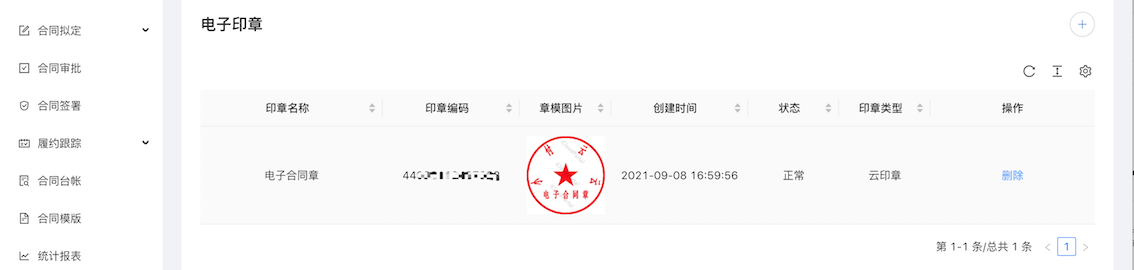 合同拟定
合同审批
合同签署
履约跟踪
合同台帐
合同模版
统计报表
电子印章
印章名称 印章编码 章模图片 创建时间 状态 印章类型 操作
电子合同章 2021-09-08 16:59:56 正常 云印章 删除
电子合同章
第 1-1 条/总共 1 条 < 1 >